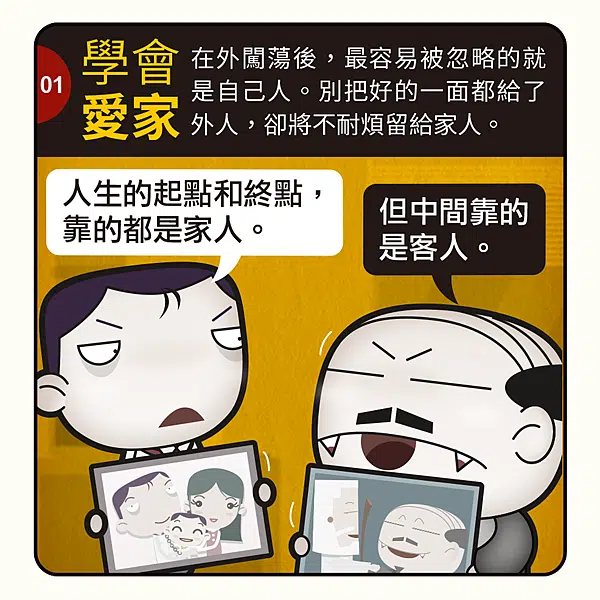 01
學會
愛家
在外闖蕩後，最容易被忽略的就
是自己人。別把好的一面都給了
外人，卻將不耐煩留給家人。
人生的起點和終點，
靠的都是家人。
但中間靠的
是客人。